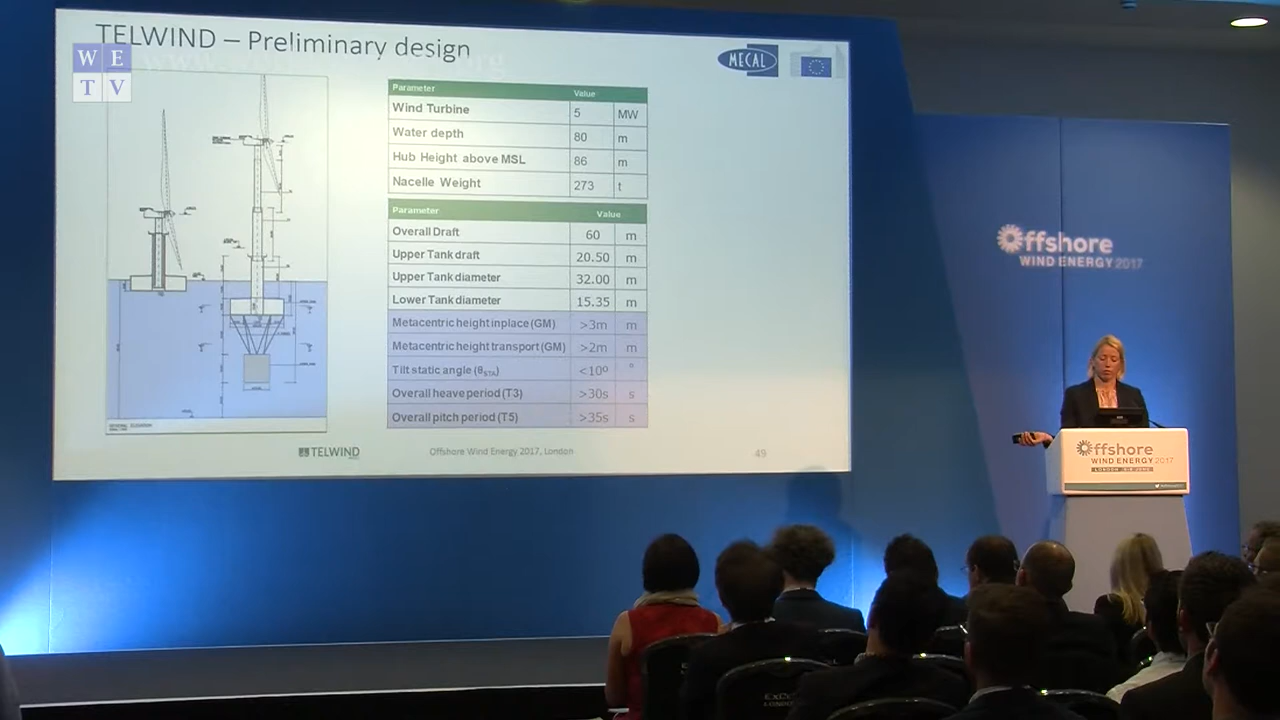 TELWIND – Preliminary design
W E
T V
MECAL
Parameter Value
Wind Turbine 5 MW
Water depth 80 m
Hub Height above MSL 86 m
Nacelle Weight 273 t
Parameter Value
Overall Draft 60 m
Upper Tank draft 20.50 m
Upper Tank diameter 32.00 m
Lower Tank diameter 15.35 m
Metacentric height inplace (GM) >3m m
Metacentric height transport (GM) >2m m
Tilt static angle (θSTA) <10º °
Overall heave period (T3) >30s s
Overall pitch period (T5) >35s s
TELWIND
Offshore Wind Energy 2017, London
49
Offshore
WIND ENERGY 2017
Offshore
WIND ENERGY 2017
EXCEL
LONDON